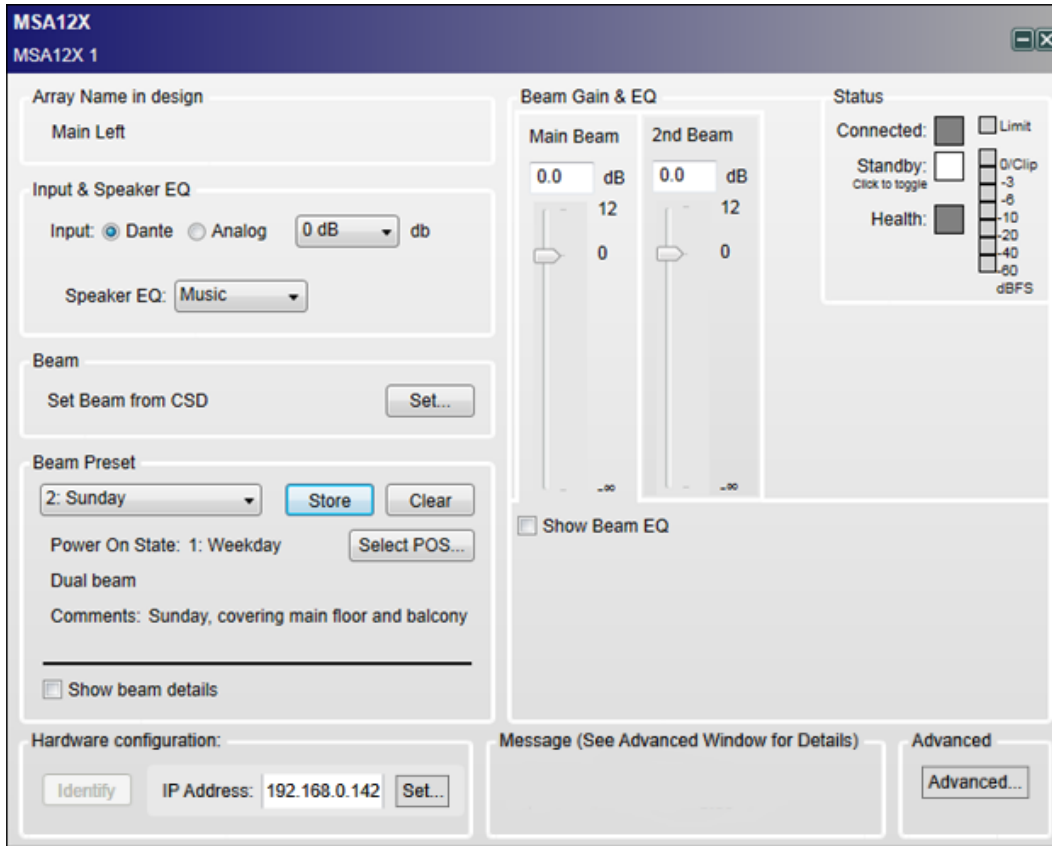 MSA12X
MSA12X 1
Array Name in design
Main Left
Input & Speaker EQ
Input: Dante Analog 0 dB db
Speaker EQ: Music
Beam
Set Beam from CSD Set...
Beam Preset
2: Sunday Store Clear
Power On State: 1: Weekday Select POS...
Dual beam
Comments: Sunday, covering main floor and balcony
Show beam details
Beam Gain & EQ
Main Beam 2nd Beam
0.0 dB 0.0 dB
12 12
0 0
-∞ -∞
Show Beam EQ
Status
Connected: Limit
Standby:
Click to toggle
Health:
0/Clip
-3
-6
-10
-20
-40
-60
dBFS
Hardware configuration:
Identify IP Address: 192.168.0.142 Set...
Message (See Advanced Window for Details)
Advanced
Advanced...